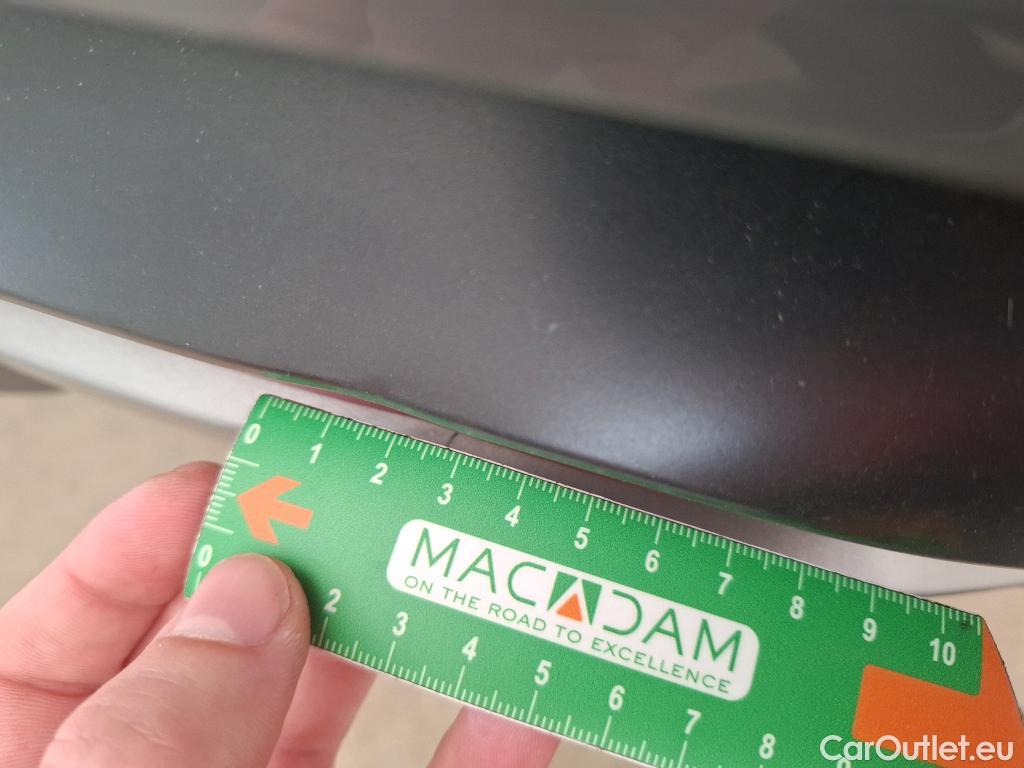 0 1 2 3 4 5 6 7 8 9 10
MACADAM
ON THE ROAD TO EXCELLENCE
0 2 3 4 5 6 7 8
CarOutlet.eu